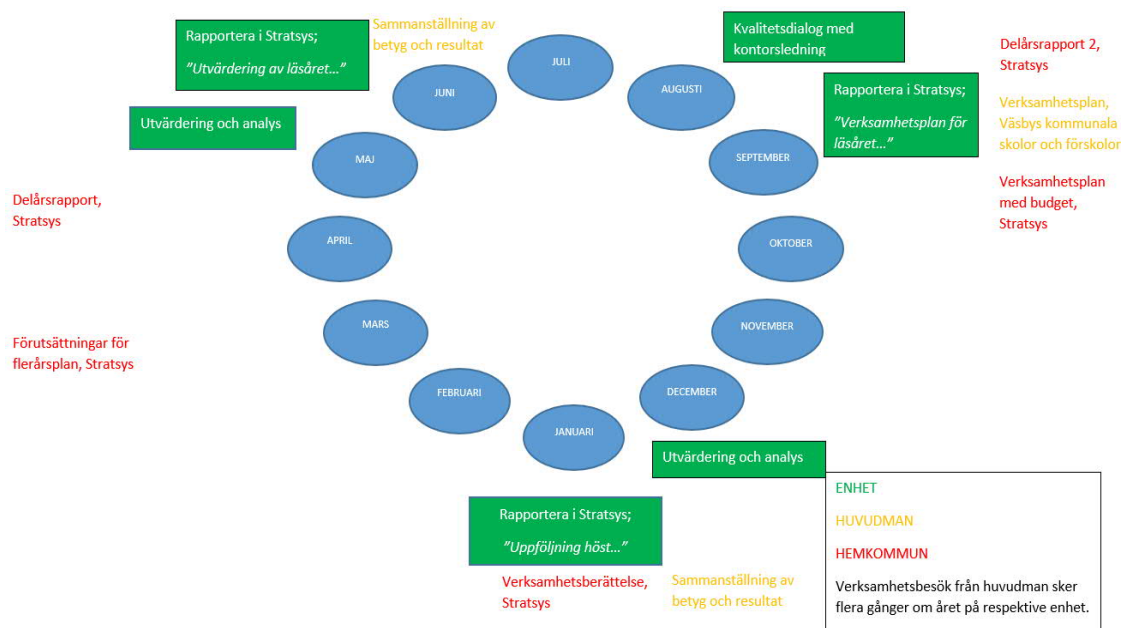 Rapportera i Stratsys;
”Utvärdering av läsåret…”
Sammanställning av
betyg och resultat
Kvalitetsdialog med
kontorsledning
Delårsrapport 2,
Stratsys
JULI
JUNI
AUGUSTI
Rapportera i Stratsys;
”Verksamhetsplan för
läsåret…”
Verksamhetsplan,
Väsbys kommunala
skolor och förskolor
Utvärdering och analys
MAJ
SEPTEMBER
Verksamhetsplan
med budget,
Stratsys
Delårsrapport,
Stratsys
APRIL
OKTOBER
Förutsättningar för
flerårsplan, Stratsys
MARS
NOVEMBER
FEBRUARI
DECEMBER
JANUARI
Utvärdering och analys
Rapportera i Stratsys;
”Uppföljning höst…”
Verksamhetsberättelse,
Stratsys
Sammanställning av
betyg och resultat
ENHET
HUVUDMAN
HEMKOMMUN
Verksamhetsbesök från huvudman sker
flera gånger om året på respektive enhet.